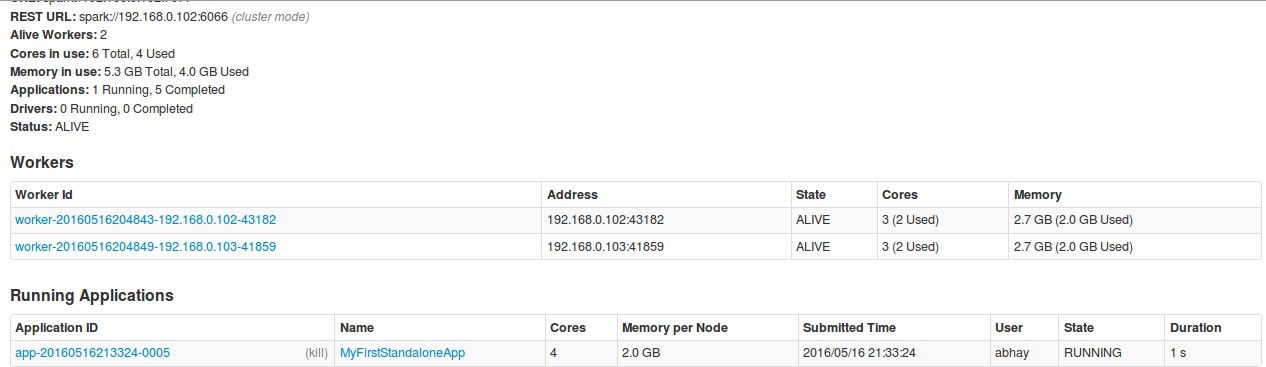 REST URL: spark://192.168.0.102:6066 (cluster mode)
Alive Workers: 2
Cores in use: 6 Total, 4 Used
Memory in use: 5.3 GB Total, 4.0 GB Used
Applications: 1 Running, 5 Completed
Drivers: 0 Running, 0 Completed
Status: ALIVE
Workers
Worker Id Address State Cores Memory
worker-20160516204843-192.168.0.102-43182 192.168.0.102:43182 ALIVE 3 (2 Used) 2.7 GB (2.0 GB Used)
worker-20160516204849-192.168.0.103-41859 192.168.0.103:41859 ALIVE 3 (2 Used) 2.7 GB (2.0 GB Used)
Running Applications
Application ID Name Cores Memory per Node Submitted Time User State Duration
app-20160516213324-0005 (kill) MyFirstStandaloneApp 4 2.0 GB 2016/05/16 21:33:24 abhay RUNNING 1 s